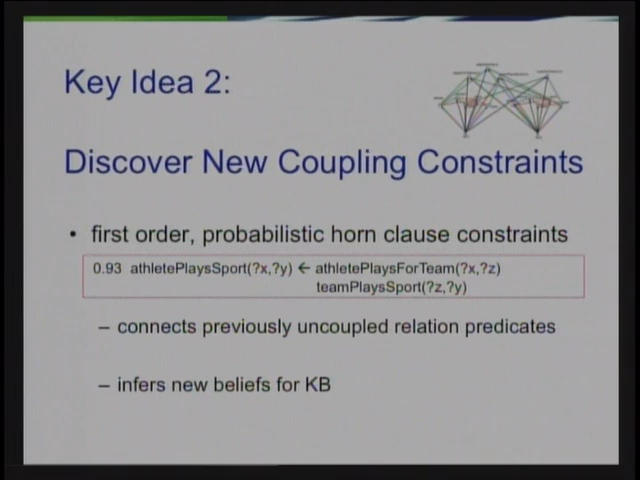 Key Idea 2:
Discover New Coupling Constraints
• first order, probabilistic horn clause constraints
0.93 athletePlaysSport(?x,?y) ← athletePlaysForTeam(?x,?z)
teamPlaysSport(?z,?y)
– connects previously uncoupled relation predicates
– infers new beliefs for KB